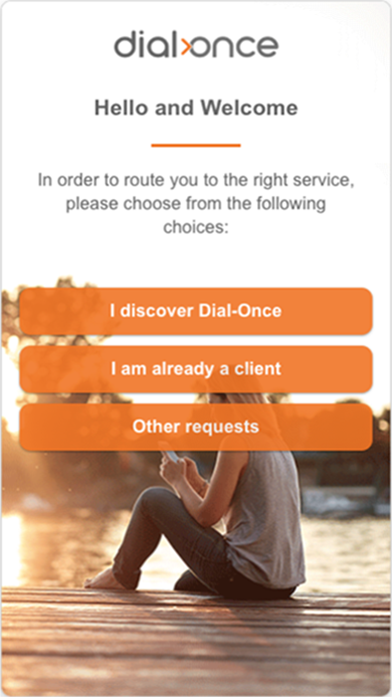 dial once
Hello and Welcome
In order to route you to the right service,
please choose from the following
choices:
I discover Dial-Once
I am already a client
Other requests